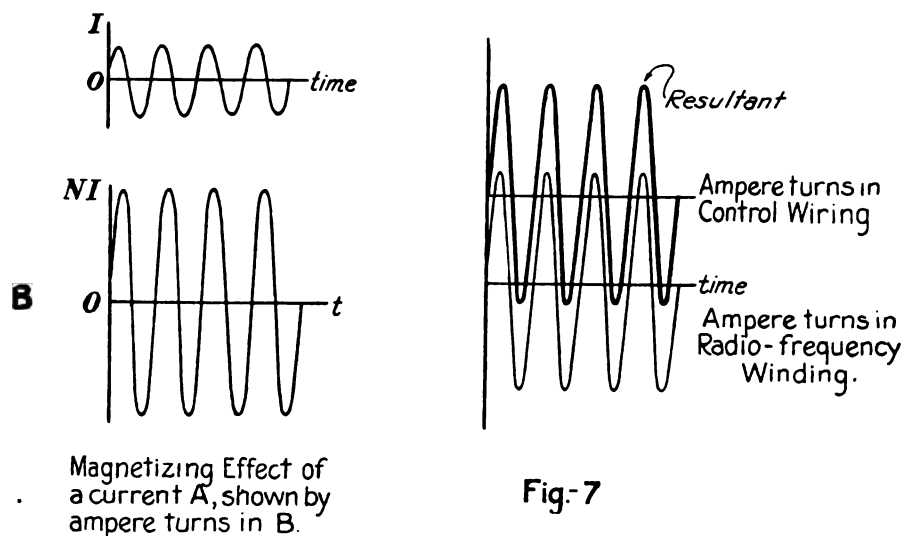 I
O
time
NI
B
O
t
Magnetizing Effect of
a current A, shown by
ampere turns in B.
Resultant
Ampere turns in
Control Wiring
time
Ampere turns in
Radio-frequency
Winding.
Fig.-7